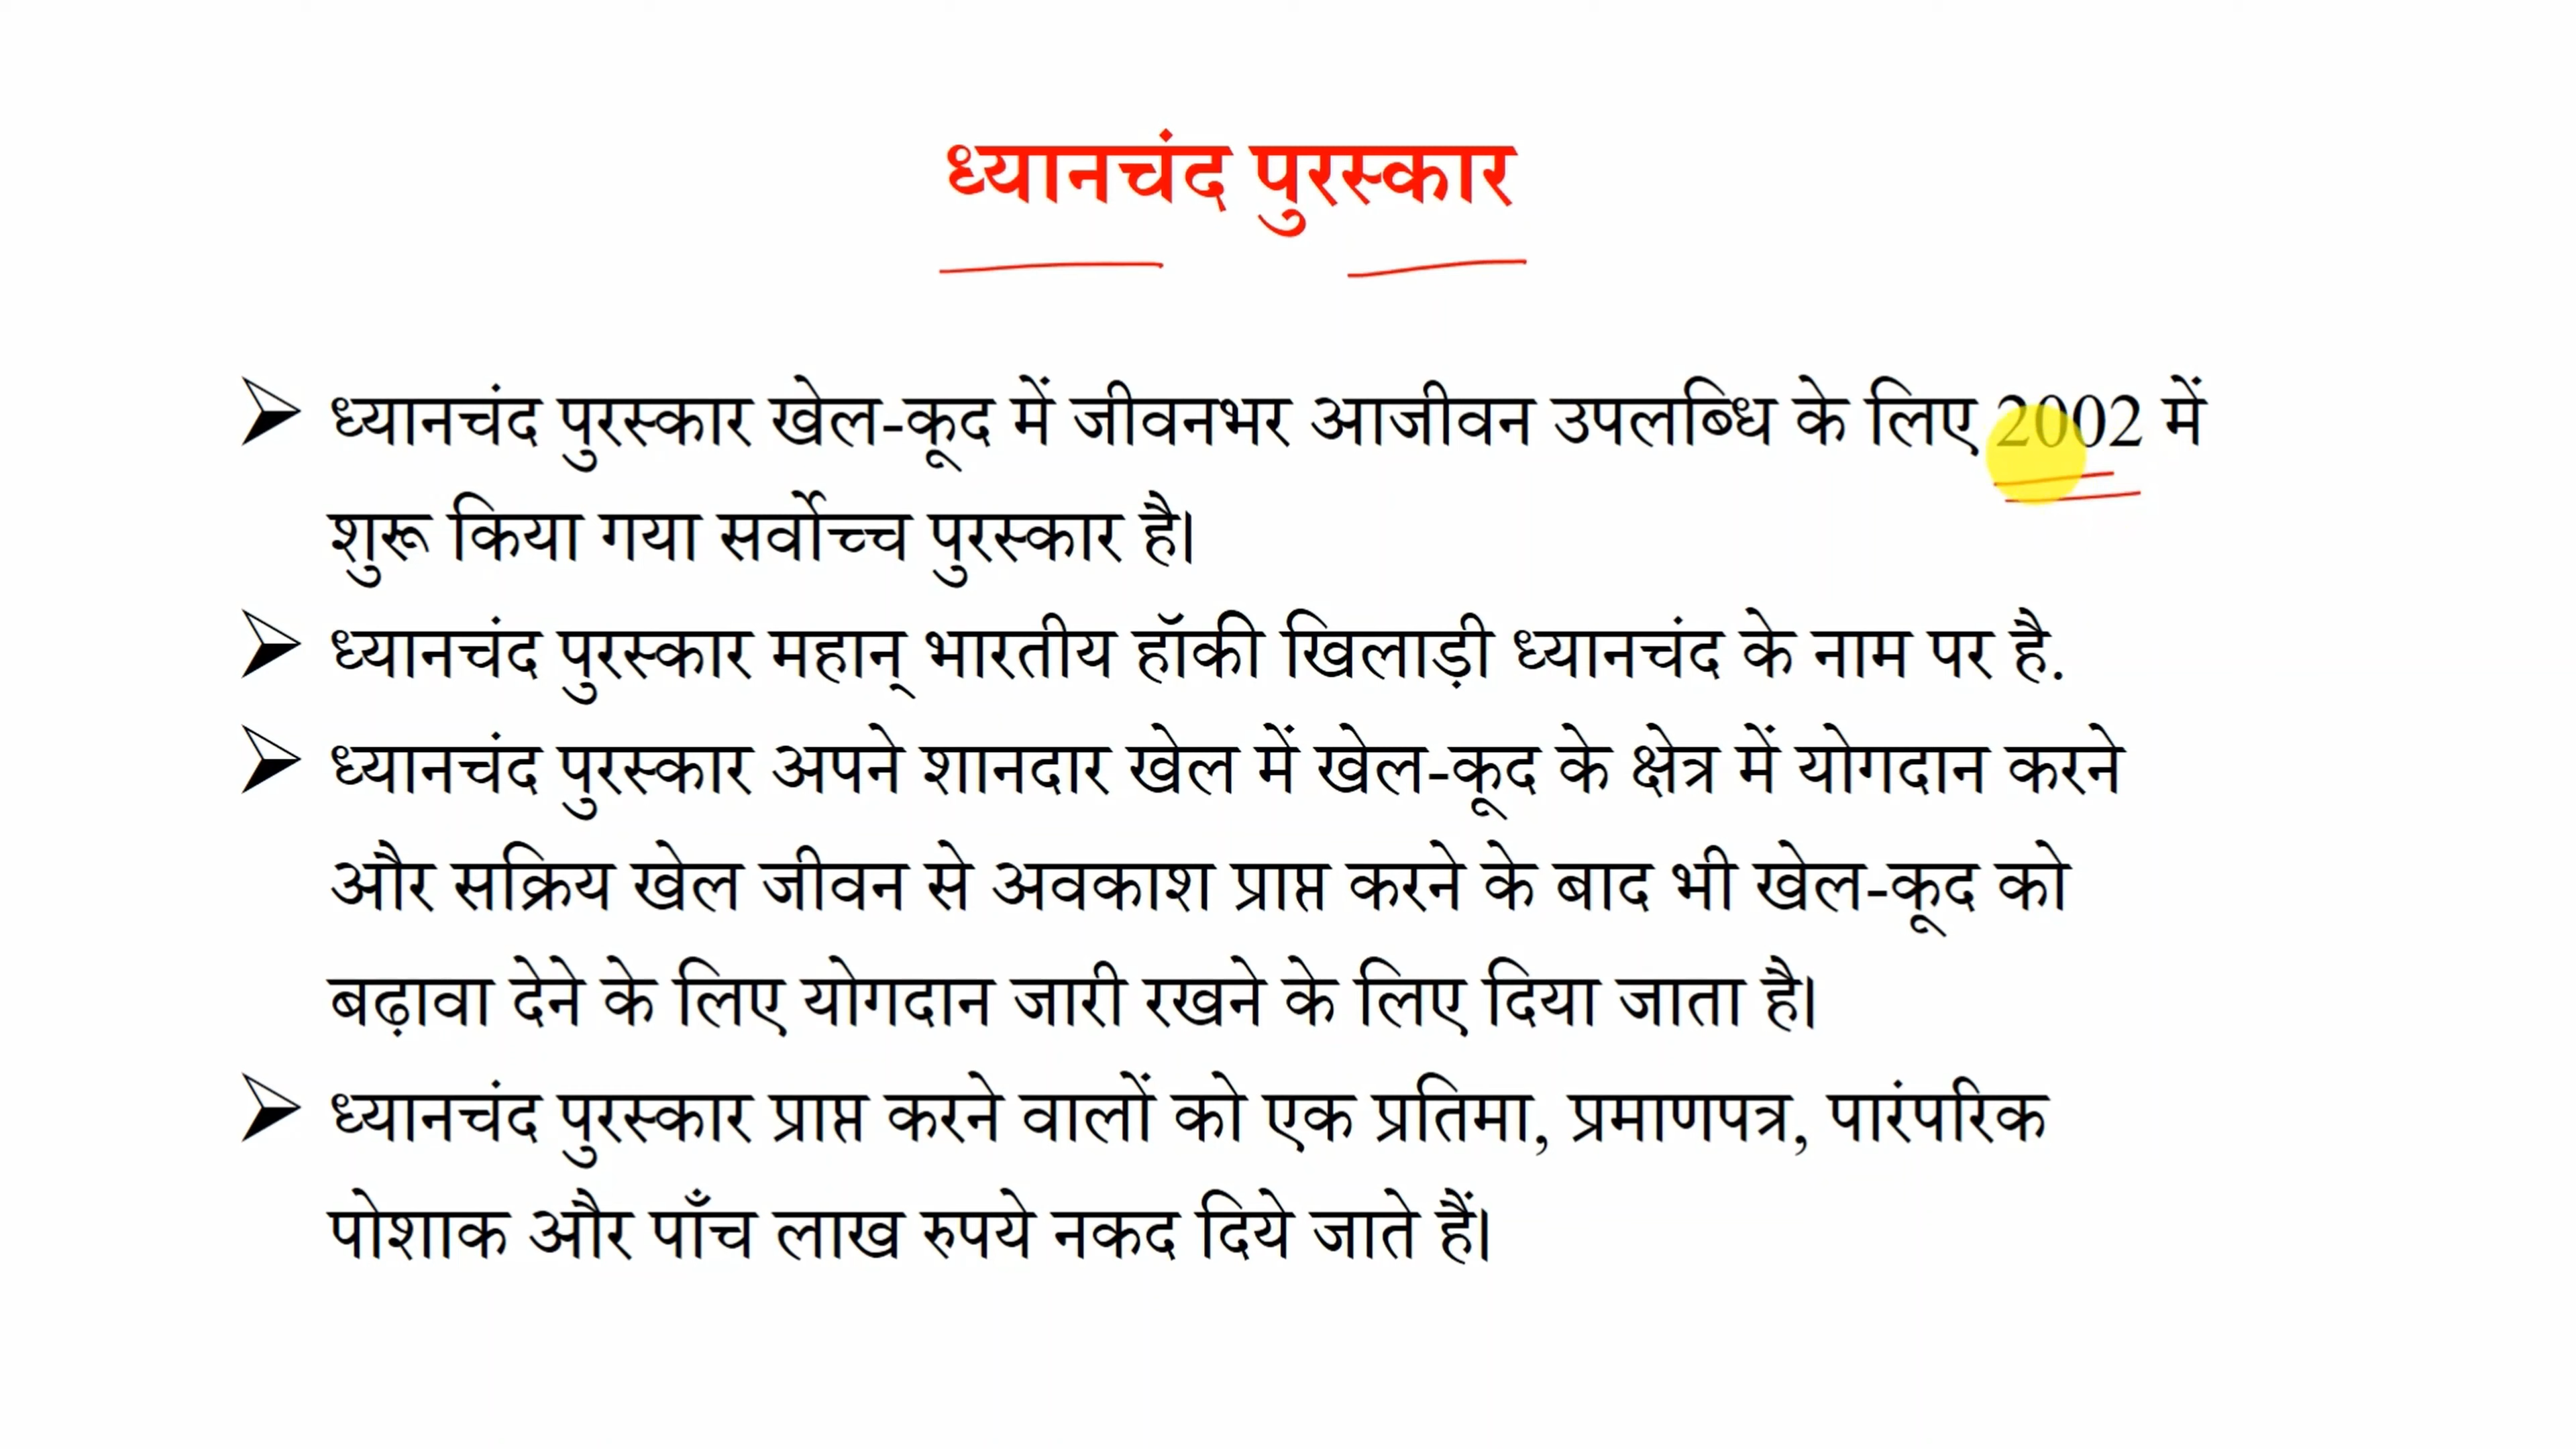 ध्यानचंद पुरस्कार
ध्यानचंद पुरस्कार खेल-कूद में जीवनभर आजीवन उपलब्धि के लिए 2002 में
शुरू किया गया सर्वोच्च पुरस्कार है।
ध्यानचंद पुरस्कार महान् भारतीय हॉकी खिलाड़ी ध्यानचंद के नाम पर है.
ध्यानचंद पुरस्कार अपने शानदार खेल में खेल-कूद के क्षेत्र में योगदान करने
और सक्रिय खेल जीवन से अवकाश प्राप्त करने के बाद भी खेल-कूद को
बढ़ावा देने के लिए योगदान जारी रखने के लिए दिया जाता है।
ध्यानचंद पुरस्कार प्राप्त करने वालों को एक प्रतिमा, प्रमाणपत्र, पारंपरिक
पोशाक और पाँच लाख रुपये नकद दिये जाते हैं।